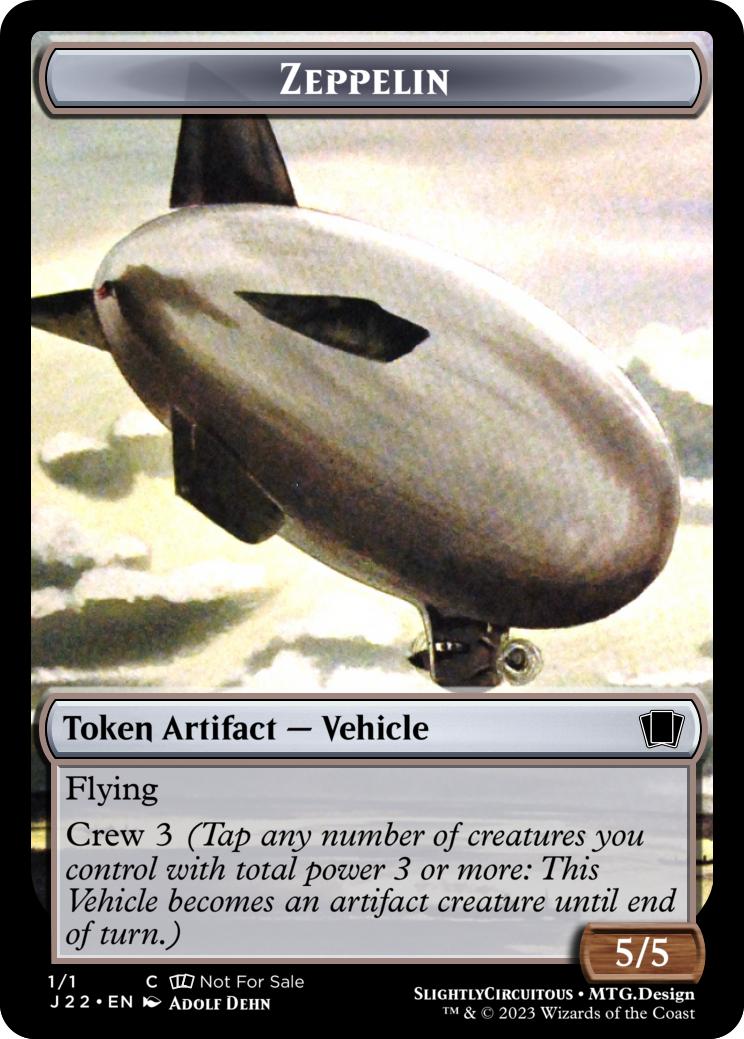 Zeppelin
Token Artifact — Vehicle
Flying
Crew 3 (Tap any number of creatures you
control with total power 3 or more: This
Vehicle becomes an artifact creature until end
of turn.)
5/5
1/1 C Not For Sale
J22 • EN Adolf Dehn
SlightlyCircuitous • MTG.Design
™ & © 2023 Wizards of the Coast